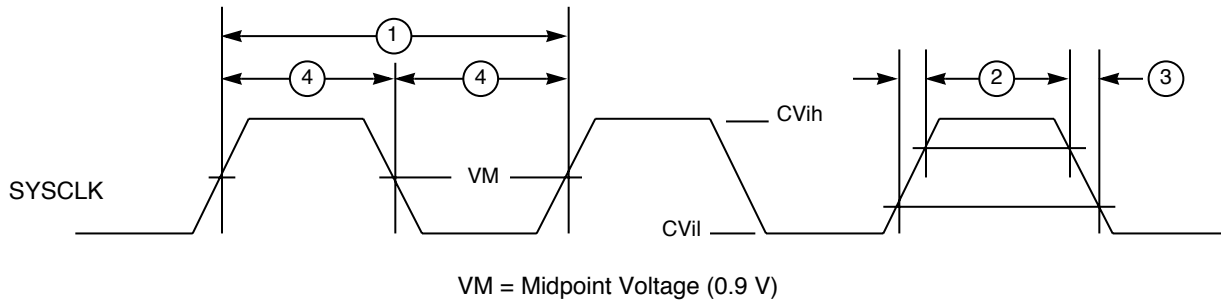 1
4 4 2 3
CVih
VM
SYSCLK
CVil
VM = Midpoint Voltage (0.9 V)